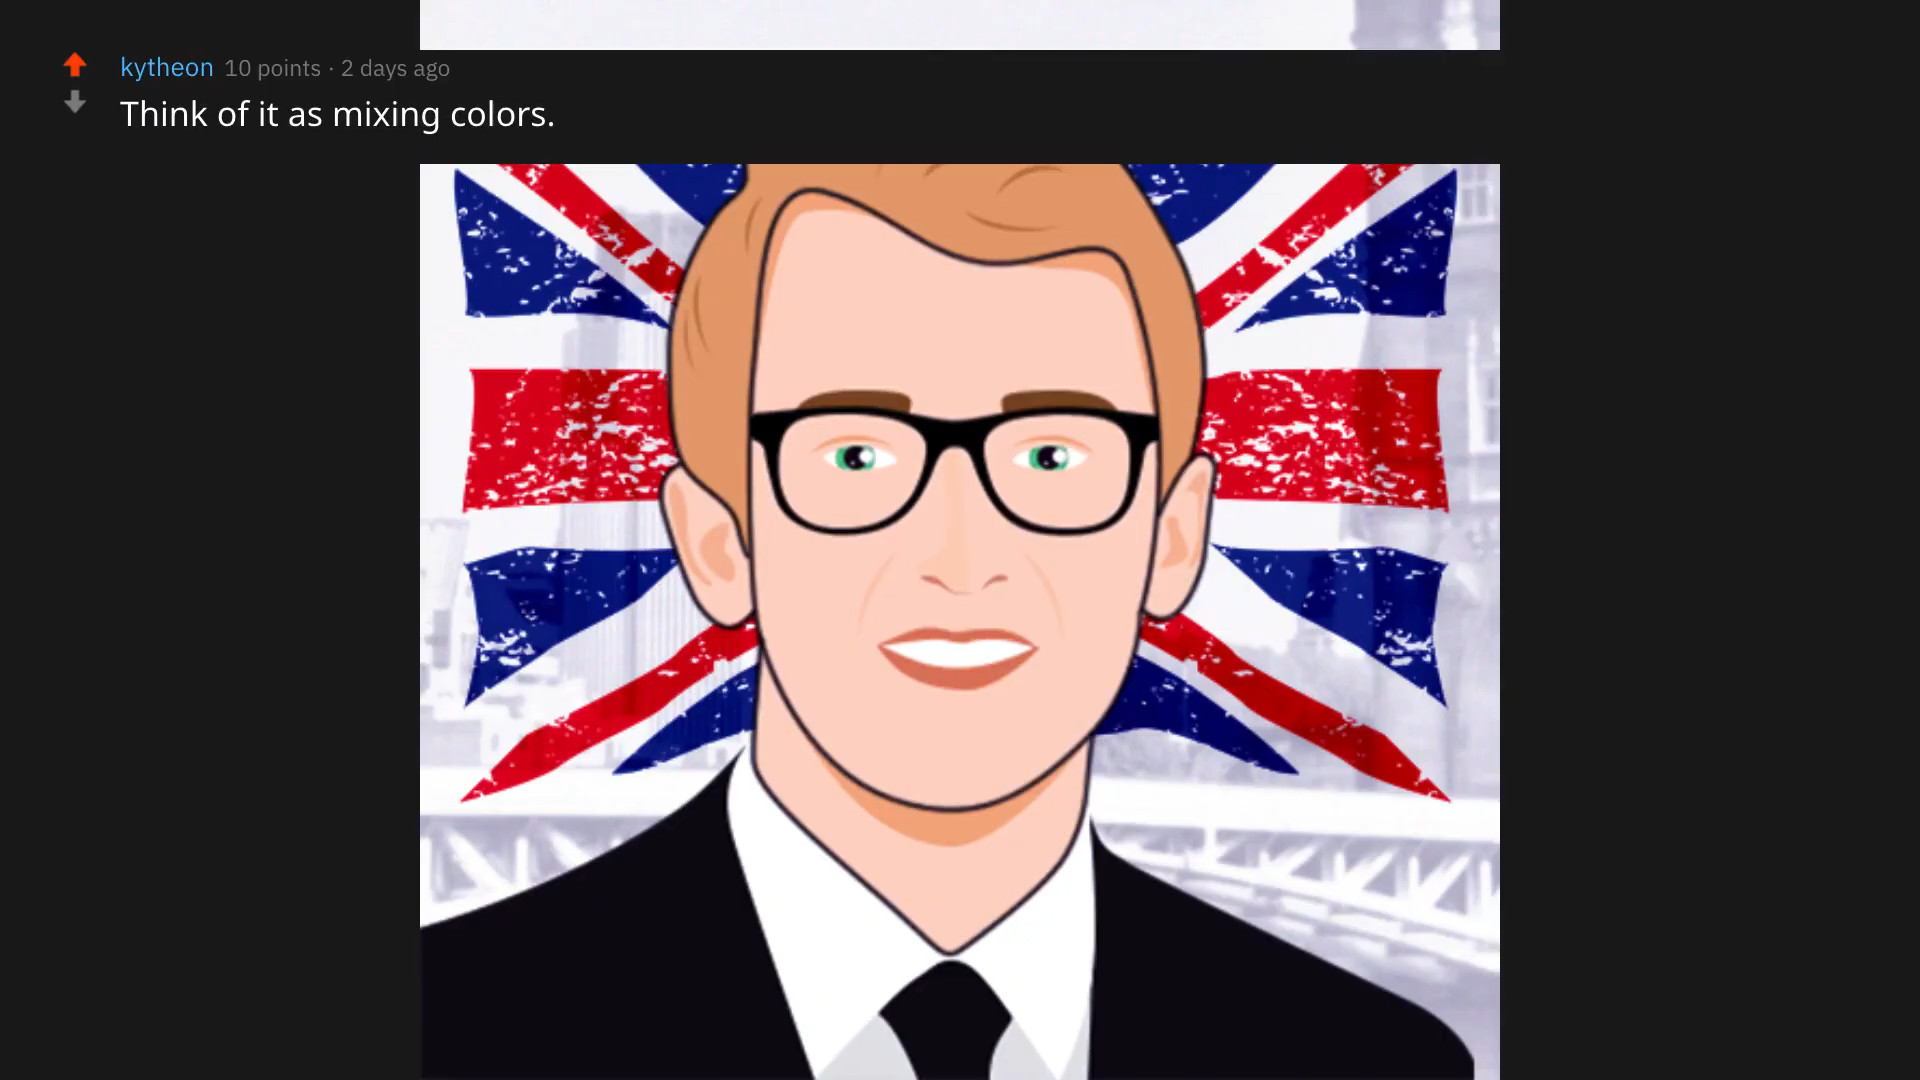 kytheon 10 points · 2 days ago
Think of it as mixing colors.